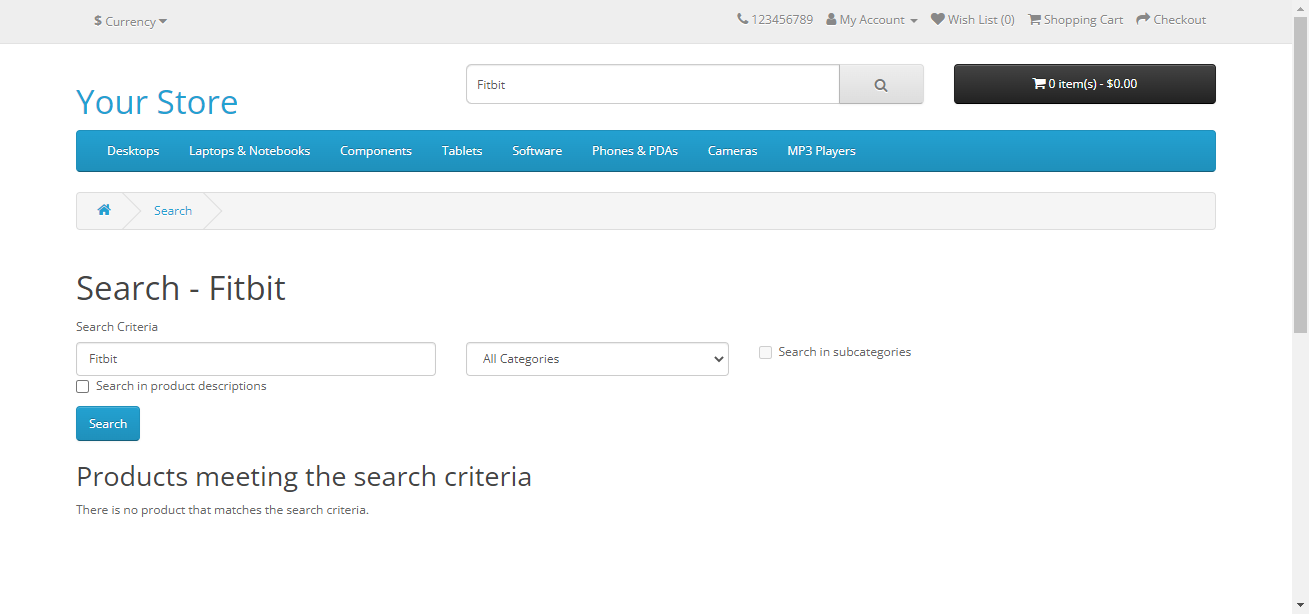 $ Currency
123456789 My Account Wish List (0) Shopping Cart Checkout
Your Store
Fitbit
0 item(s) - $0.00
Desktops Laptops & Notebooks Components Tablets Software Phones & PDAs Cameras MP3 Players
Search
Search - Fitbit
Search Criteria
Fitbit
All Categories
Search in subcategories
Search in product descriptions
Search
Products meeting the search criteria
There is no product that matches the search criteria.